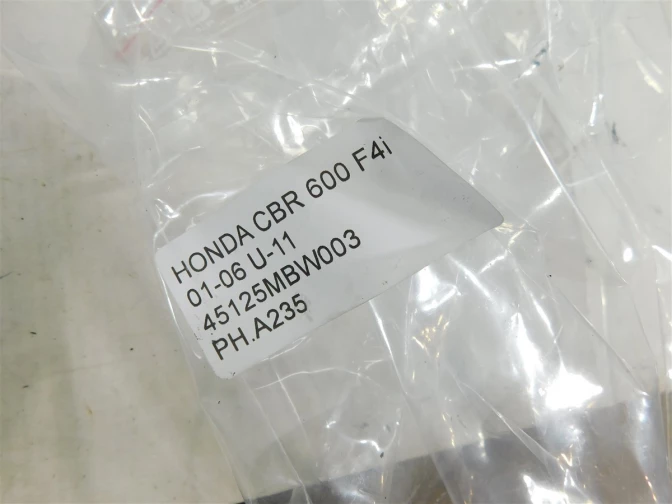 HONDA CBR 600 F4i
01-06 U-11
45125MBW003
PH.A235